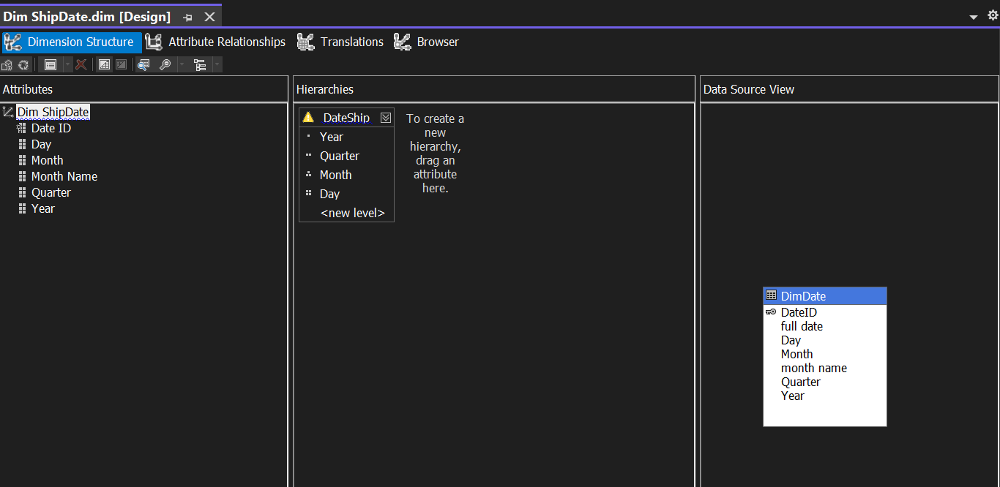 Dim ShipDate.dim [Design]
Dimension Structure
Attribute Relationships
Translations
Browser
Attributes
Dim ShipDate
Date ID
Day
Month
Month Name
Quarter
Year
Hierarchies
DateShip
Year
Quarter
Month
Day
<new level>
To create a
new
hierarchy,
drag an
attribute
here.
Data Source View
DimDate
DateID
full date
Day
Month
month name
Quarter
Year